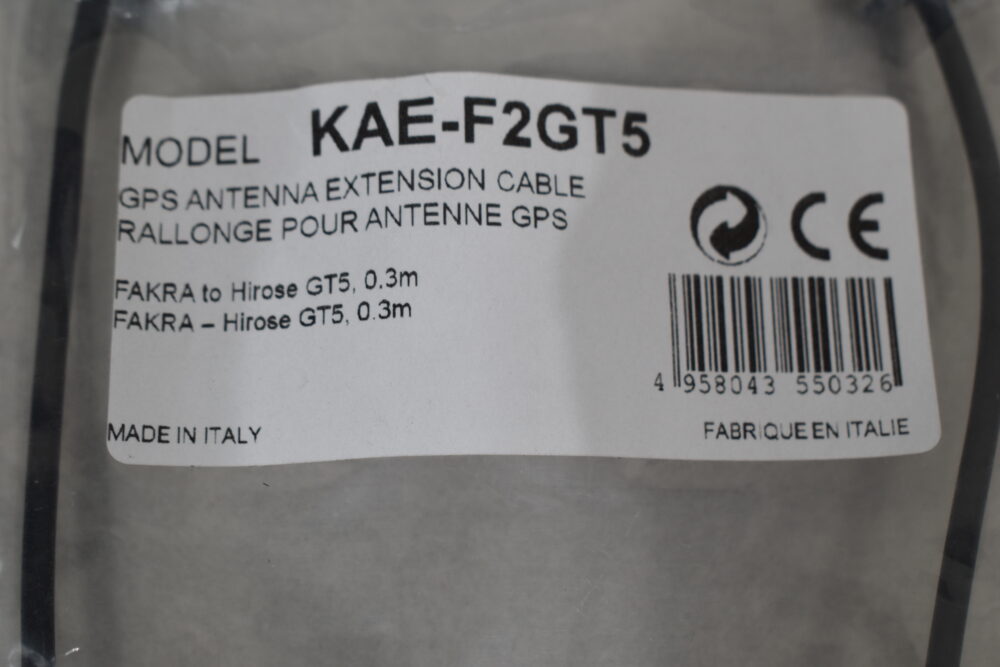 MODEL KAE-F2GT5
GPS ANTENNA EXTENSION CABLE
RALLONGE POUR ANTENNE GPS
FAKRA to Hirose GT5, 0.3m
FAKRA – Hirose GT5, 0.3m
CE
4 958043 550326
MADE IN ITALY
FABRIQUE EN ITALIE